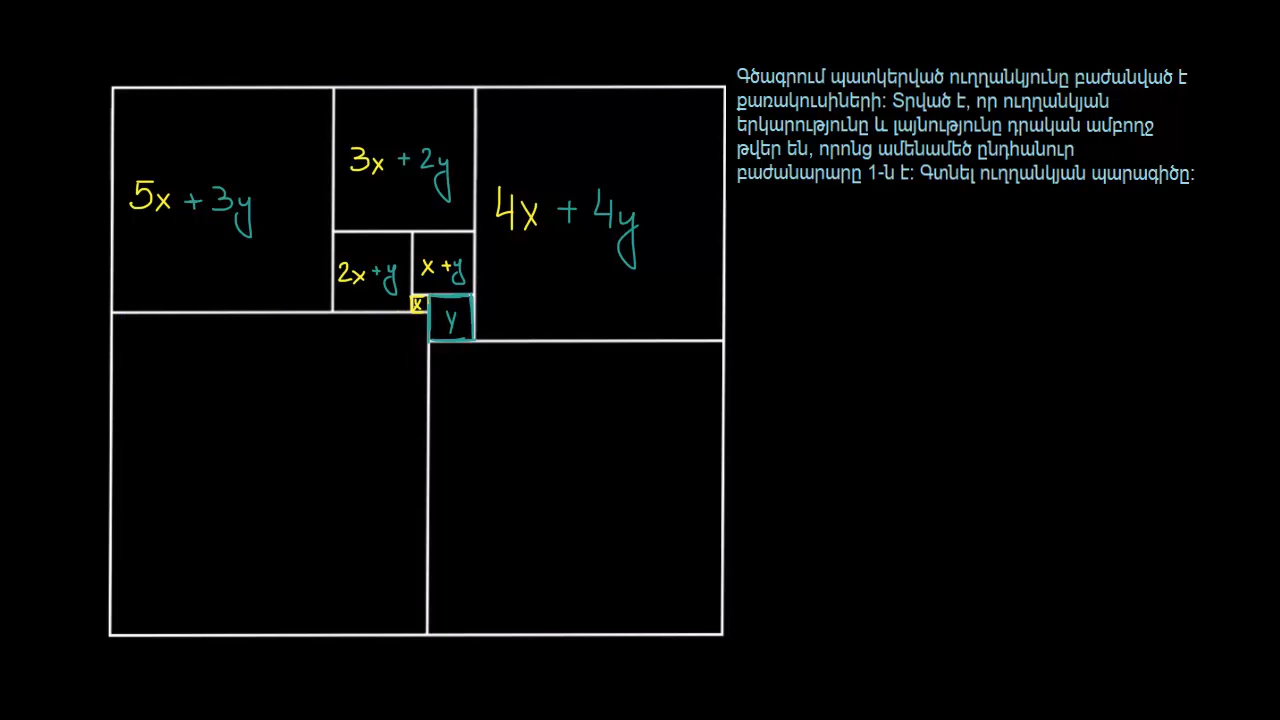 Գծագրում պատկերված ուղղանկյունը բաժանված է
քառակուսիների: Տրված է, որ ուղղանկյան
երկարությունը և լայնությունը դրական ամբողջ
թվեր են, որոնց ամենամեծ ընդհանուր
բաժանարարը 1-ն է: Գտնել ուղղանկյան պարագիծը:
5x + 3y
3x + 2y
4x + 4y
2x + y
x + y
x
y